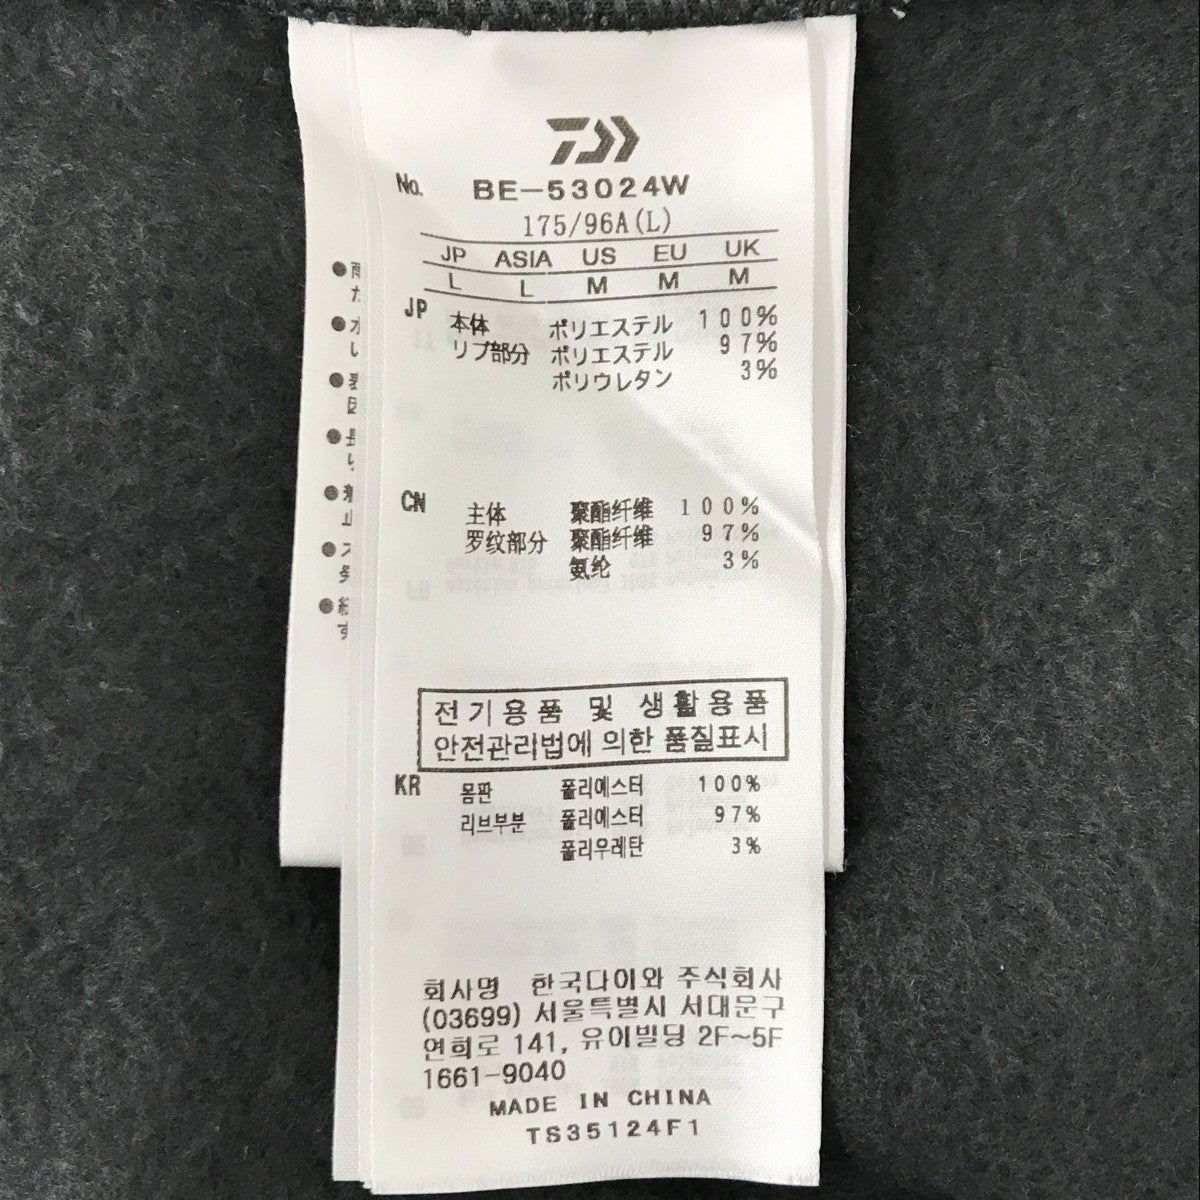 No. BE-53024W
175/96A(L)
JP ASIA US EU UK
L L M M M
JP 本体 ポリエステル 100%
リブ部分 ポリエステル 97%
ポリウレタン 3%
CN 主体 聚酯纤维 100%
罗纹部分 聚酯纤维 97%
氨纶 3%
전기용품 및 생활용품
안전관리법에 의한 품질표시
KR 몸판 폴리에스터 100%
리브부분 폴리에스터 97%
폴리우레탄 3%
회사명 한국다이와 주식회사
(03699) 서울특별시 서대문구
연희로 141, 유이빌딩 2F~5F
1661-9040
MADE IN CHINA
TS35124F1